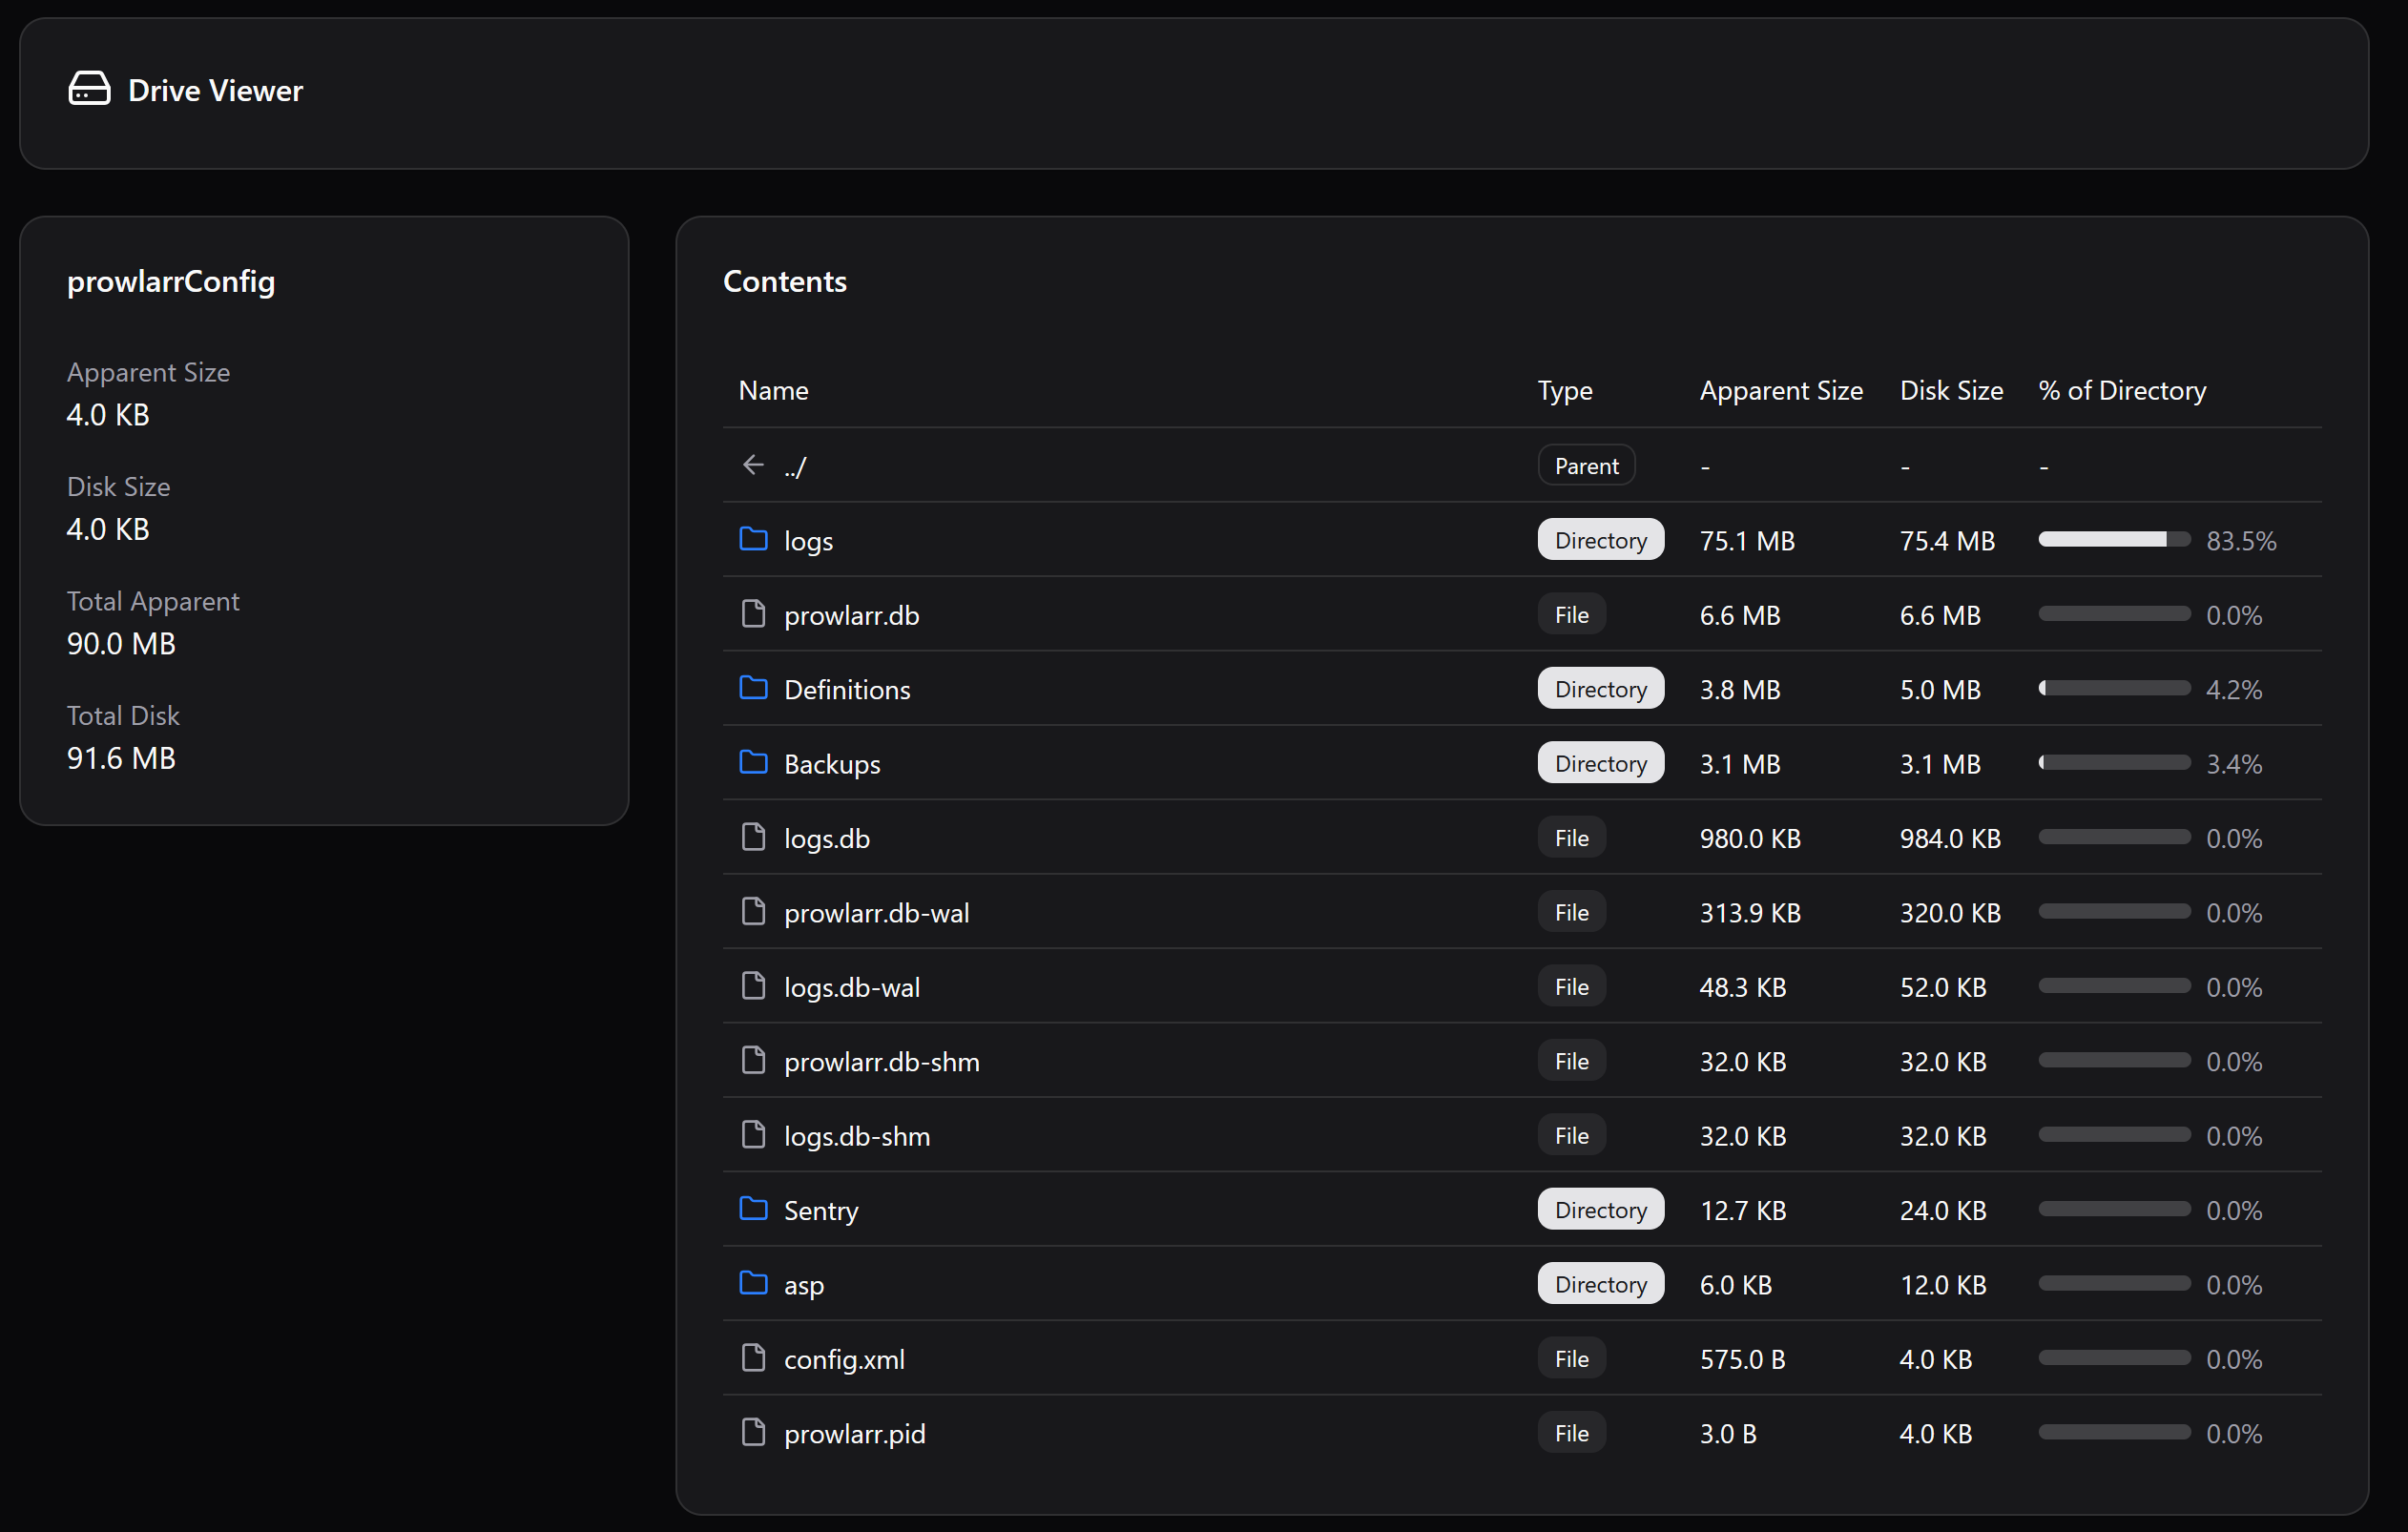 Drive Viewer
prowlarrConfig
Apparent Size
4.0 KB
Disk Size
4.0 KB
Total Apparent
90.0 MB
Total Disk
91.6 MB
Contents
Name Type Apparent Size Disk Size % of Directory
../ Parent - - -
logs Directory 75.1 MB 75.4 MB 83.5%
prowlarr.db File 6.6 MB 6.6 MB 0.0%
Definitions Directory 3.8 MB 5.0 MB 4.2%
Backups Directory 3.1 MB 3.1 MB 3.4%
logs.db File 980.0 KB 984.0 KB 0.0%
prowlarr.db-wal File 313.9 KB 320.0 KB 0.0%
logs.db-wal File 48.3 KB 52.0 KB 0.0%
prowlarr.db-shm File 32.0 KB 32.0 KB 0.0%
logs.db-shm File 32.0 KB 32.0 KB 0.0%
Sentry Directory 12.7 KB 24.0 KB 0.0%
asp Directory 6.0 KB 12.0 KB 0.0%
config.xml File 575.0 B 4.0 KB 0.0%
prowlarr.pid File 3.0 B 4.0 KB 0.0%